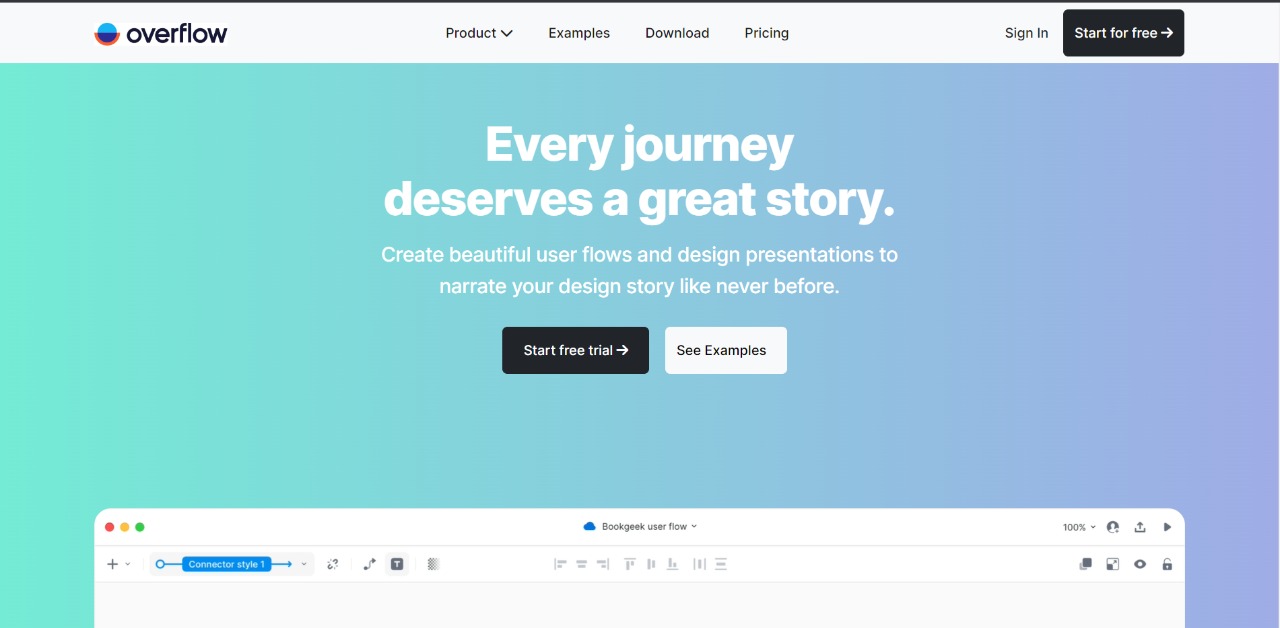 overflow
Product
Examples
Download
Pricing
Sign In
Start for free →
Every journey
deserves a great story.
Create beautiful user flows and design presentations to
narrate your design story like never before.
Start free trial →
See Examples
Bookgeek user flow
100%
Connector style 1
T